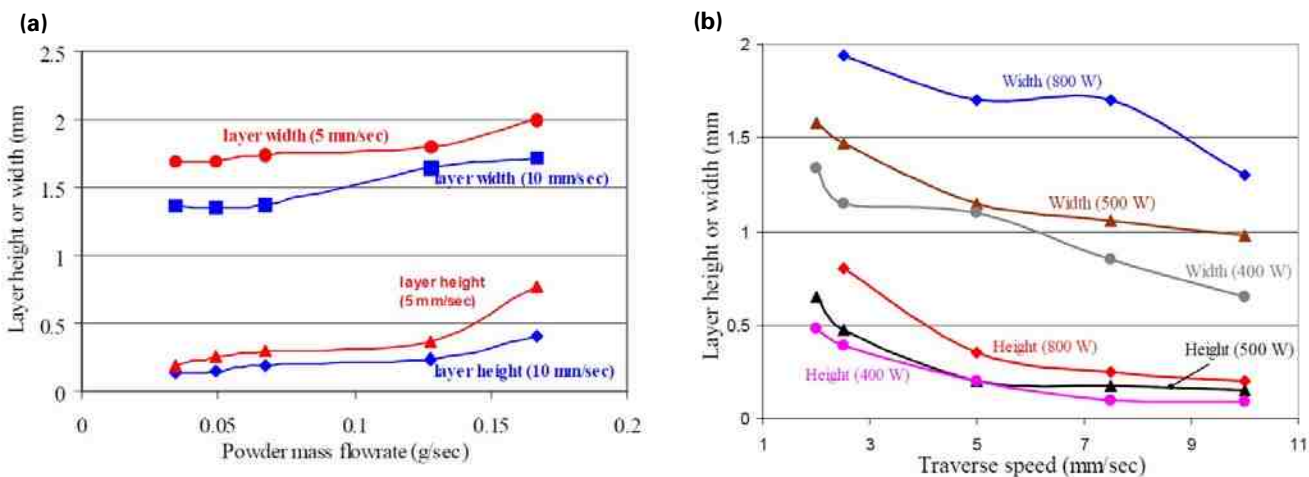 (a)
2.5
2
1.5
1
0.5
0
0
0.05
0.1
0.15
0.2
Layer height or width (mm
Powder mass flowrate (g/sec)
layer width (5 mm/sec)
layer width (10 mm/sec)
layer height
(5 mm/sec)
layer height (10 mm/sec)
(b)
2
1.5
1
0.5
0
1
3
5
7
9
11
Layer height or width (mm
Traverse speed (mm/sec)
Width (800 W)
Width (500 W)
Width (400 W)
Height (800 W)
Height (500 W)
Height (400 W)